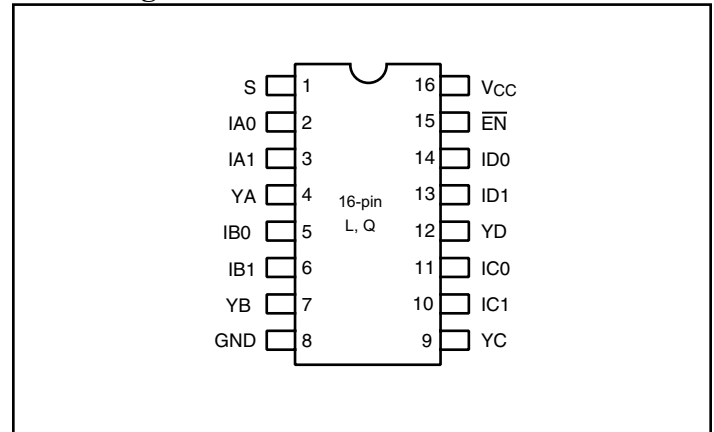 S 1 16 VCC
IA0 2 15 EN
IA1 3 14 ID0
YA 4 13 ID1
16-pin
IB0 5 L, Q 12 YD
IB1 6 11 IC0
YB 7 10 IC1
GND 8 9 YC